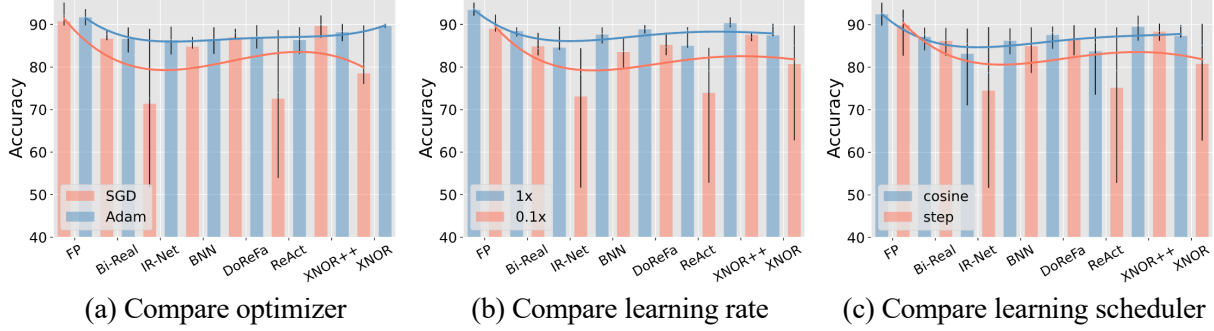 Accuracy
90
80
70
60
50
40
SGD
Adam
FP
Bi-Real
IR-Net
BNN
DoReFa
ReAct
XNOR++
XNOR
(a) Compare optimizer
Accuracy
90
80
70
60
50
40
1x
0.1x
FP
Bi-Real
IR-Net
BNN
DoReFa
ReAct
XNOR++
XNOR
(b) Compare learning rate
Accuracy
90
80
70
60
50
40
cosine
step
FP
Bi-Real
IR-Net
BNN
DoReFa
ReAct
XNOR++
XNOR
(c) Compare learning scheduler